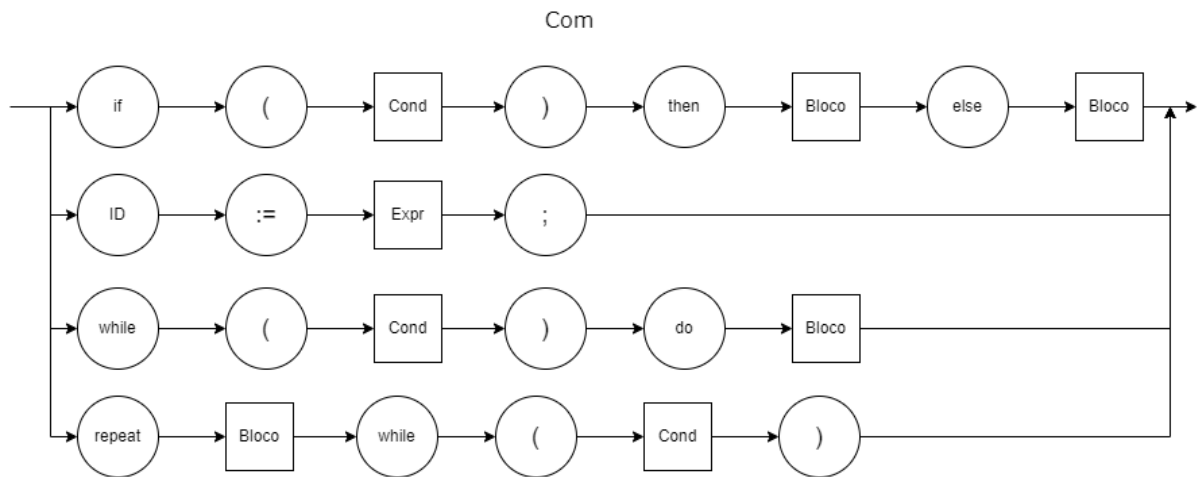 Com
if ( Cond ) then Bloco else Bloco
ID := Expr ;
while ( Cond ) do Bloco
repeat Bloco while ( Cond )